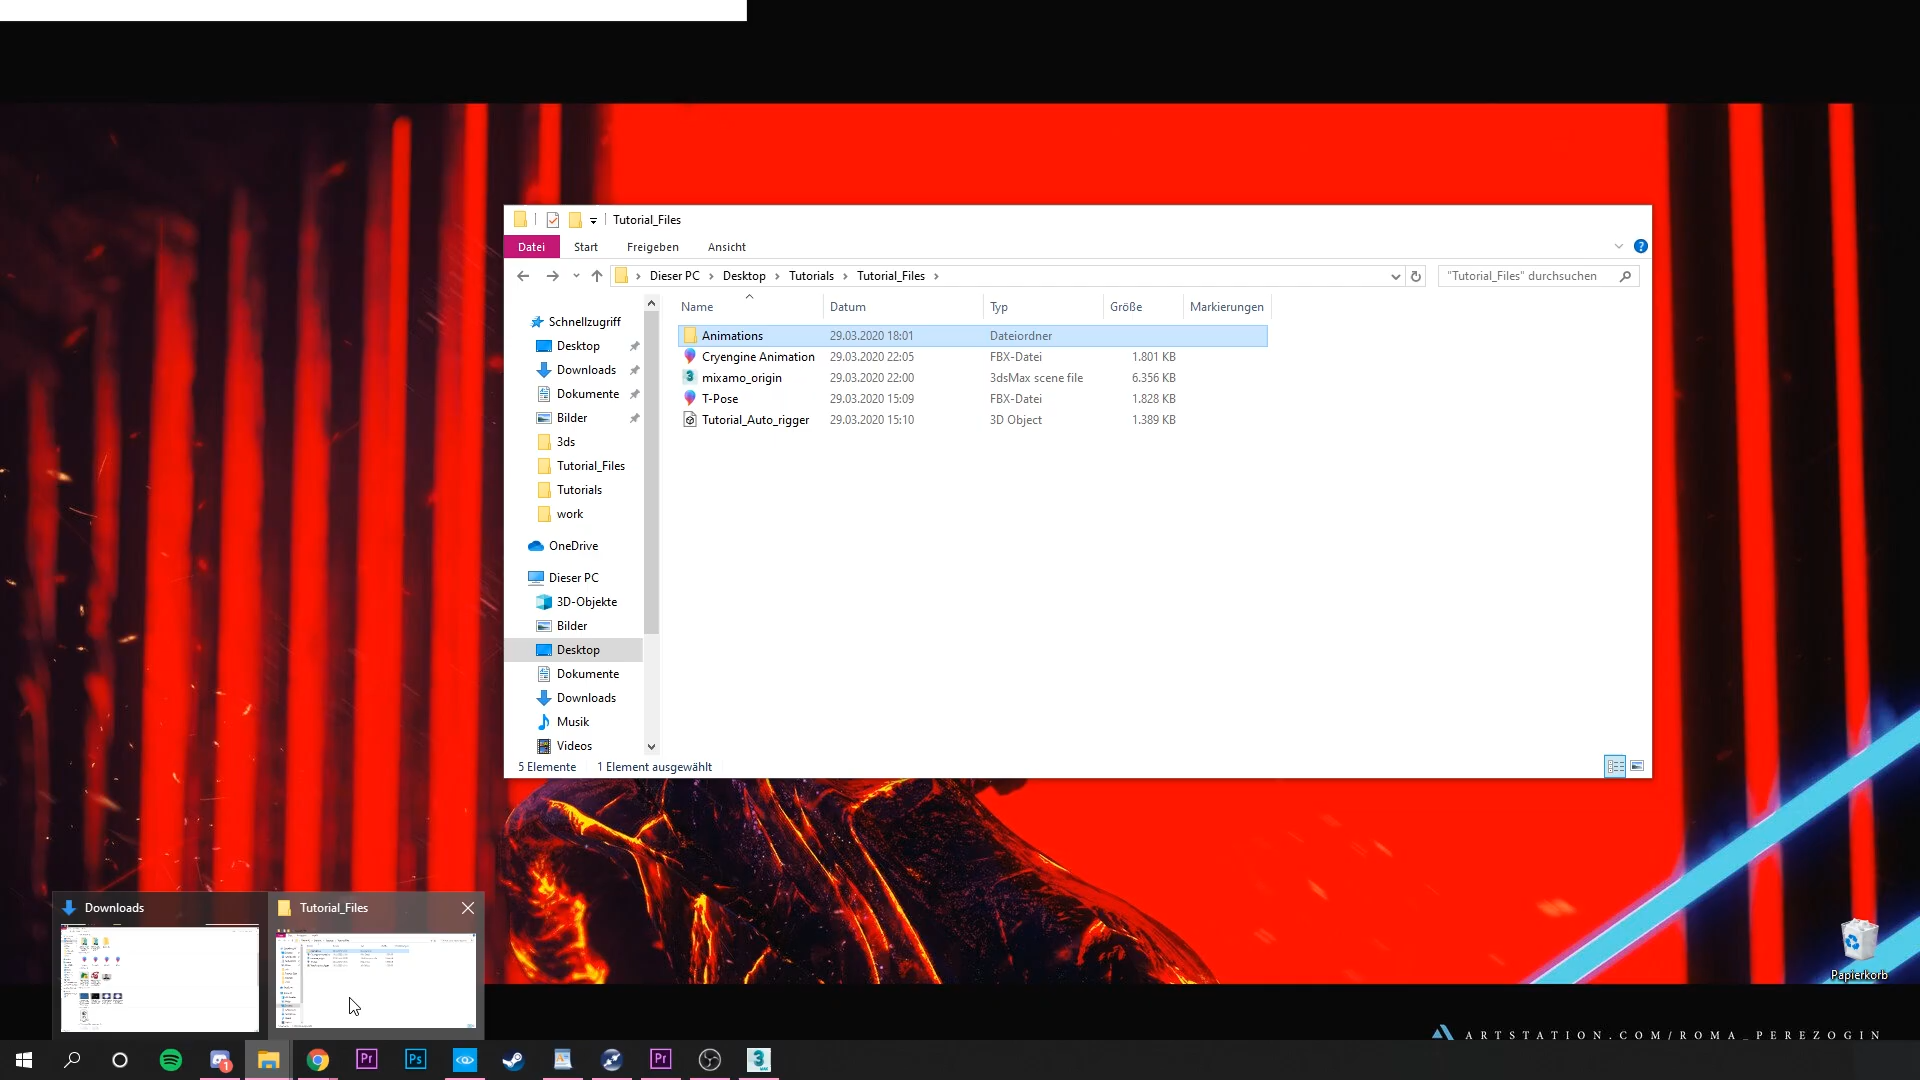 Tutorial_Files
Datei Start Freigeben Ansicht
Dieser PC Desktop Tutorials Tutorial_Files
"Tutorial_Files" durchsuchen
Name Datum Typ Größe Markierungen
Animations 29.03.2020 18:01 Dateiordner
Cryengine Animation 29.03.2020 22:05 FBX-Datei 1.801 KB
mixamo_origin 29.03.2020 22:00 3dsMax scene file 6.356 KB
T-Pose 29.03.2020 15:09 FBX-Datei 1.828 KB
Tutorial_Auto_rigger 29.03.2020 15:10 3D Object 1.389 KB
Schnellzugriff
Desktop
Downloads
Dokumente
Bilder
3ds
Tutorial_Files
Tutorials
work
OneDrive
Dieser PC
3D-Objekte
Bilder
Desktop
Dokumente
Downloads
Musik
Videos
5 Elemente 1 Element ausgewählt
Downloads
Tutorial_Files
Papierkorb
ARTSTATION.COM/ROMA_PEREZOGIN
1
Pr
Ps
Pr
3